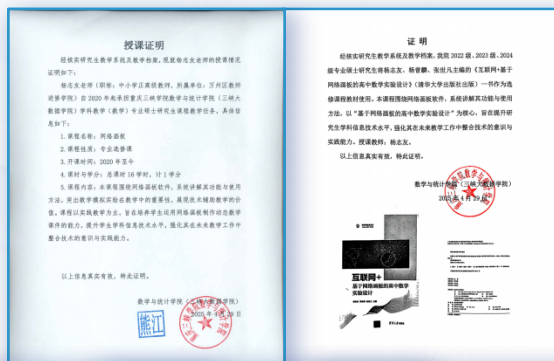 授课证明
经核实研究生教学系统及教学档案,现就杨志友老师的授课情况
证明如下:
杨志友老师(职称:中小学正高级教师,所属单位:万州区教师
进修学院)自2020年起承担重庆三峡学院数学与统计学院(三峡大
数据学院)学科教学(数学)专业硕士研究生课程教学任务,具体信
息如下:
1.课程名称:网络画板
2.课程性质:专业选修课
3.开课时间:2020年至今
4.课时与学分:总课时16学时,计1学分
5.课程内容:本课程围绕网络画板软件,系统讲解其功能与使用
方法,突出数学模拟实验在教学中的重要性,展现技术辅助教学的价
值。课程以实践教学为主,旨在培养学生运用网络画板制作动态数学
课件的能力,提升学生学科信息技术水平,强化其在未来教学工作中
整合技术的意识与实践能力。
以上信息真实有效,特此证明。
数学与统计学院(三峡大数据学院)
2025年4月29日
熊江
证 明
经核实研究生教学系统及教学档案,我院2022级、2023级、2024
级专业硕士研究生将杨志友、杨曾麟、张世凡主编的《互联网+基于
网络画板的高中数学实验设计》(清华大学出版社出版)一书作为选
修课程教材使用。本课程围绕网络画板软件,系统讲解其功能与使用
方法,以“基于网络画板的高中数学实验设计”为核心,旨在提升研
究生学科信息技术水平,强化其在未来教学工作中整合技术的意识与
实践能力。授课教师:杨志友。
以上信息真实有效,特此证明。
数学与统计学院(三峡大数据学院)
2025年4月29日
互联网+
基于网络画板的高中数学
实验设计